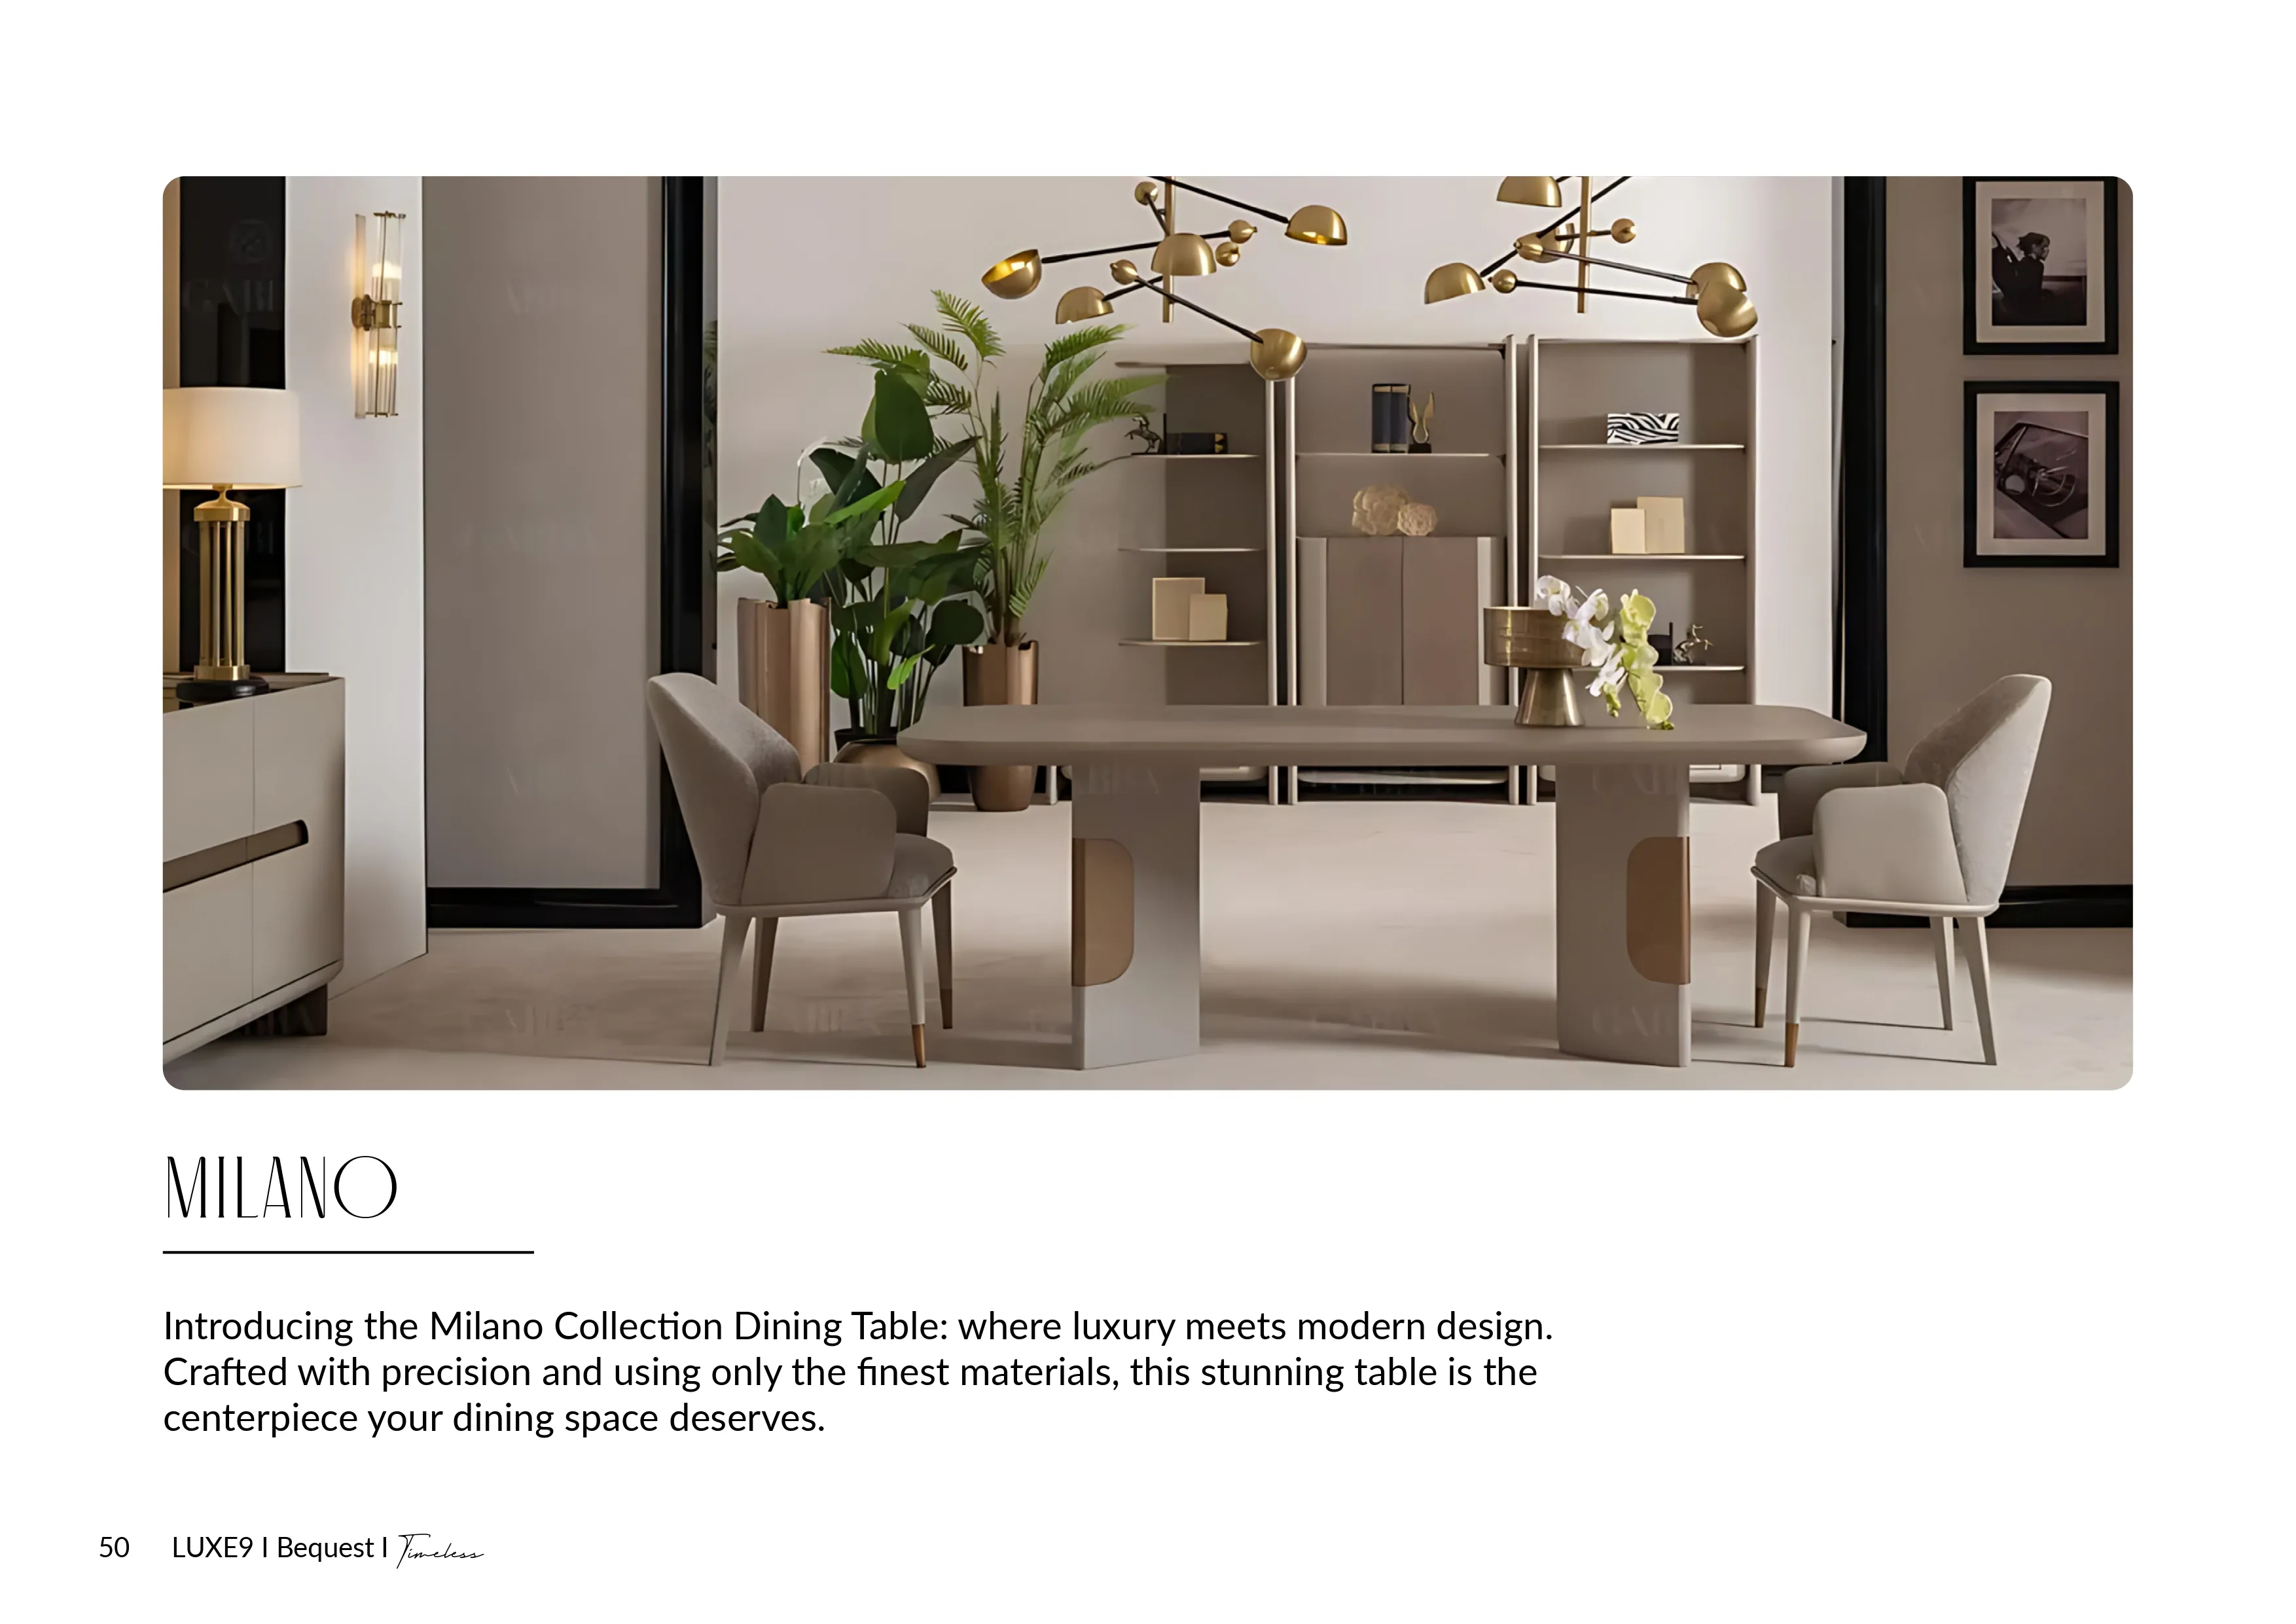 MILANO
Introducing the Milano Collection Dining Table: where luxury meets modern design.
Crafted with precision and using only the finest materials, this stunning table is the
centerpiece your dining space deserves.
50 LUXE9 I Bequest I Timeless